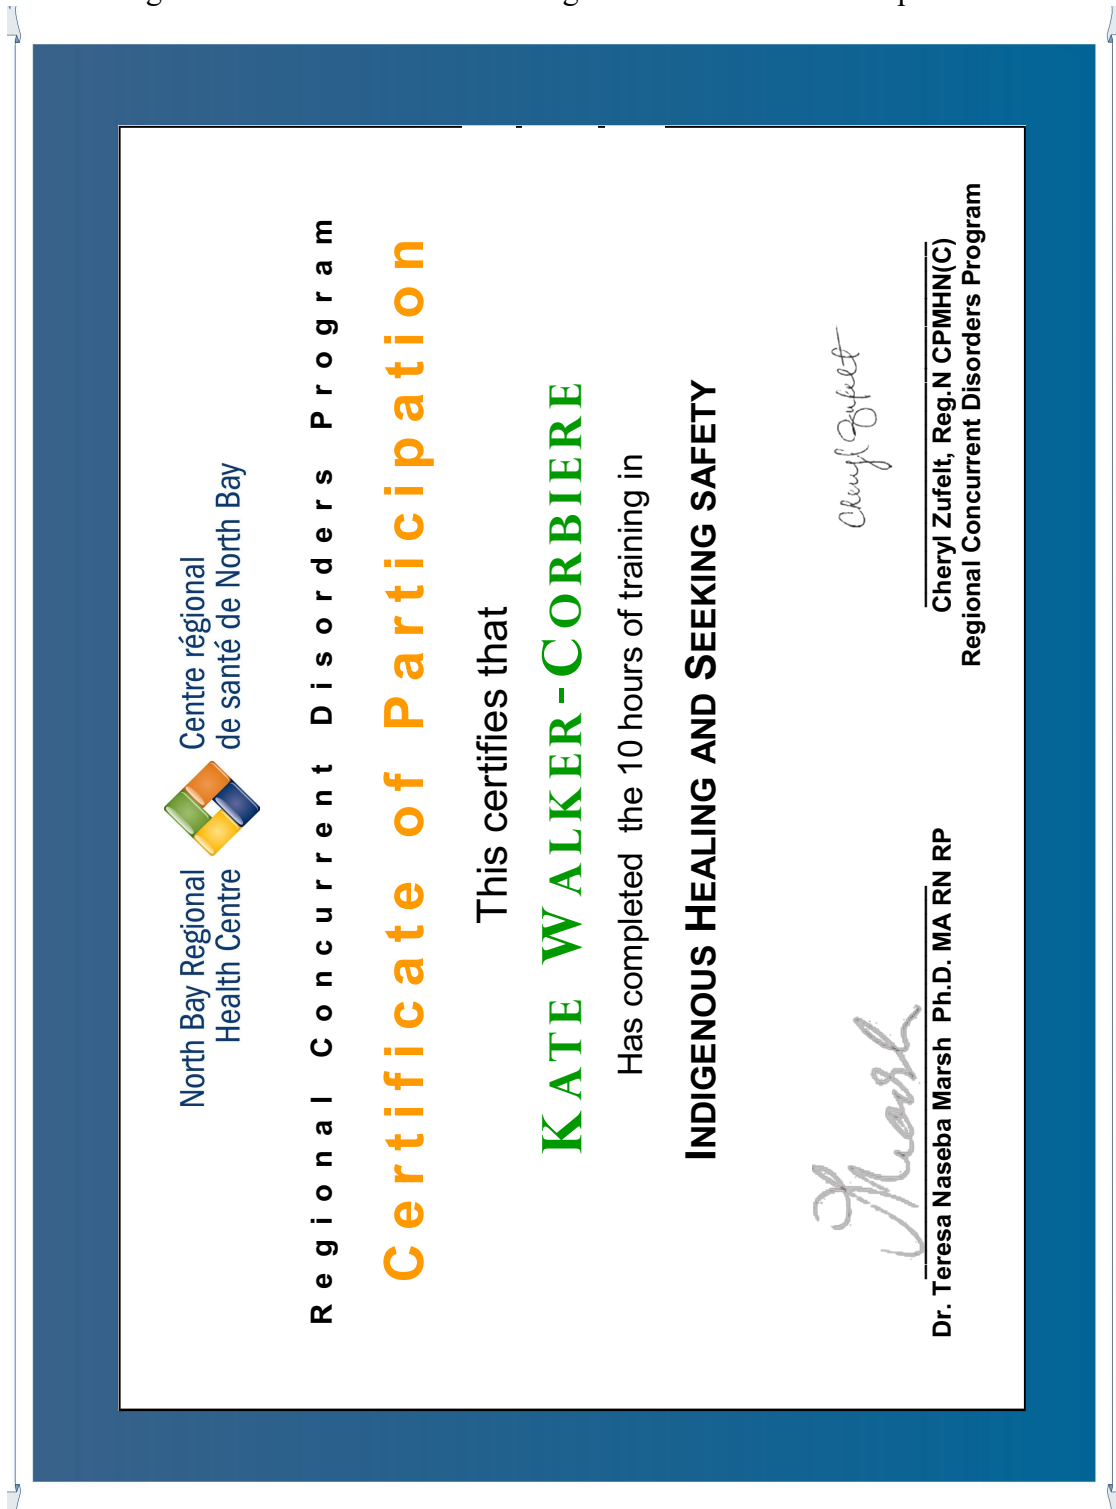 North Bay Regional
Health Centre
Centre régional
de santé de North Bay
Regional Concurrent Disorders Program
Certificate of Participation
This certifies that
KATE WALKER-CORBIERE
Has completed the 10 hours of training in
INDIGENOUS HEALING AND SEEKING SAFETY
Dr. Teresa Naseba Marsh Ph.D. MA RN RP
Cheryl Zufelt
Cheryl Zufelt, Reg.N CPMHN(C)
Regional Concurrent Disorders Program